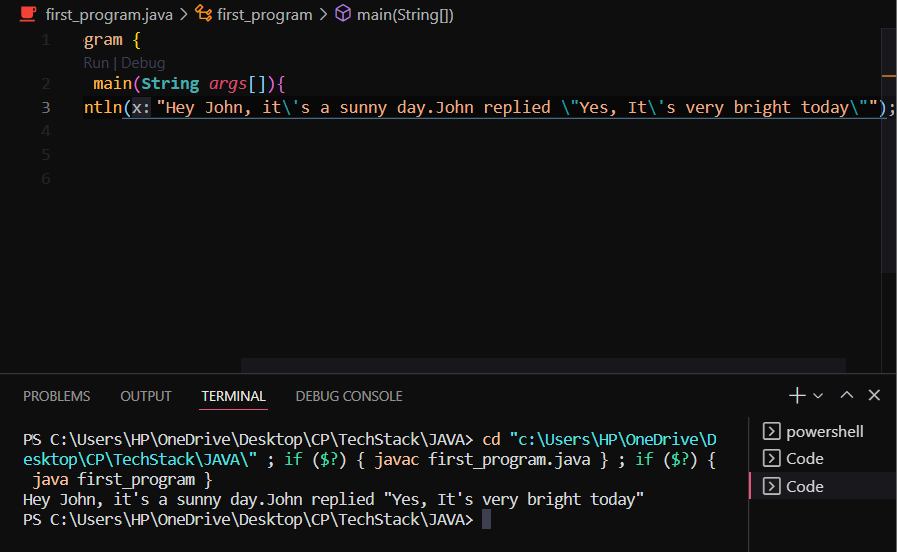 first_program.java > first_program > main(String[])
1 gram {
Run | Debug
2 main(String args[]){
3 ntln(x: "Hey John, it\'s a sunny day.John replied \"Yes, It\'s very bright today\"");
4
5
6
PROBLEMS OUTPUT TERMINAL DEBUG CONSOLE
PS C:\Users\HP\OneDrive\Desktop\CP\TechStack\JAVA> cd "c:\Users\HP\OneDrive\D
esktop\CP\TechStack\JAVA\" ; if ($?) { javac first_program.java } ; if ($?) {
java first_program }
Hey John, it's a sunny day.John replied "Yes, It's very bright today"
PS C:\Users\HP\OneDrive\Desktop\CP\TechStack\JAVA>
powershell
Code
Code